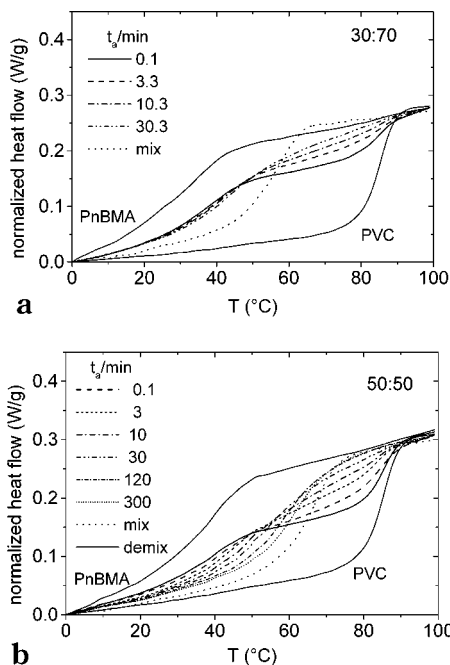 tₐ/min
30:70
0.1
3.3
10.3
30.3
mix
PnBMA
PVC
normalized heat flow (W/g)
0.4
0.3
0.2
0.1
0.0
0 20 40 60 80 100
T (°C)
a
tₐ/min
50:50
0.1
3
10
30
120
300
mix
demix
PnBMA
PVC
normalized heat flow (W/g)
0.4
0.3
0.2
0.1
0.0
0 20 40 60 80 100
T (°C)
b